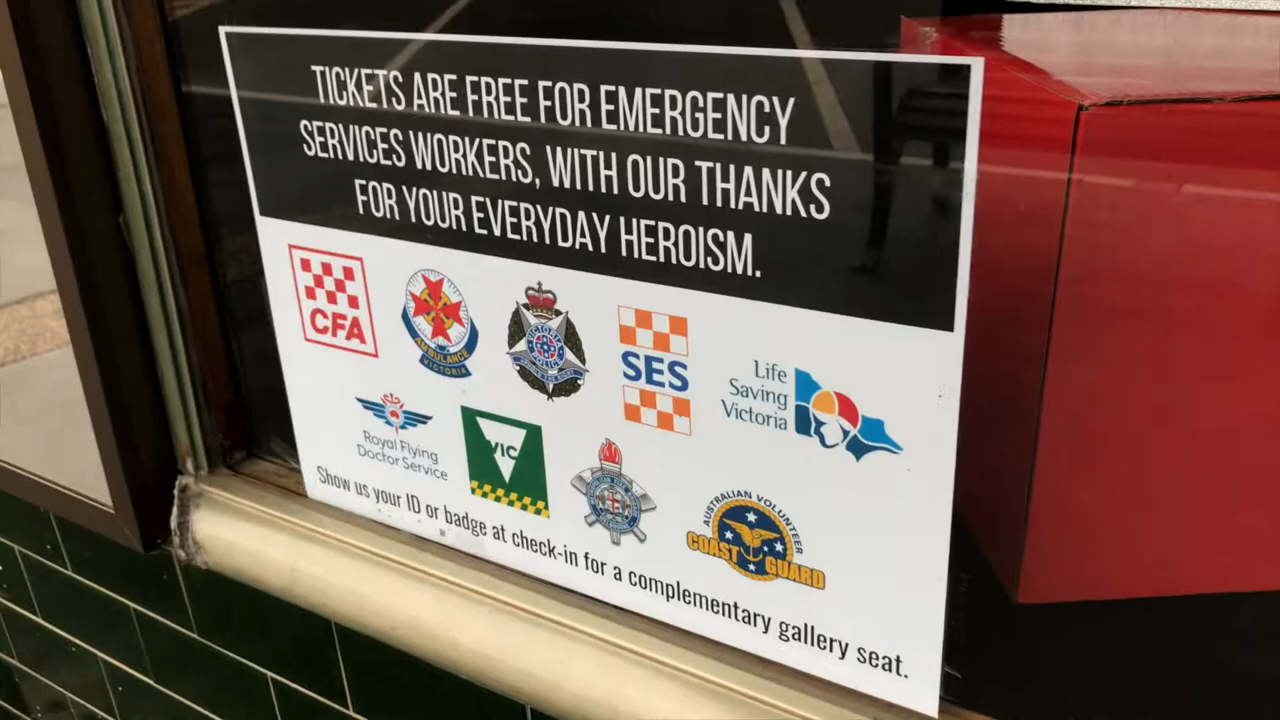 TICKETS ARE FREE FOR EMERGENCY
SERVICES WORKERS, WITH OUR THANKS
FOR YOUR EVERYDAY HEROISM.
CFA
AMBULANCE
VICTORIA
VICTORIA
POLICE
SES
Life
Saving
Victoria
Royal Flying
Doctor Service
VIC
AUSTRALIAN VOLUNTEER
COAST GUARD
Show us your ID or badge at check-in for a complementary gallery seat.